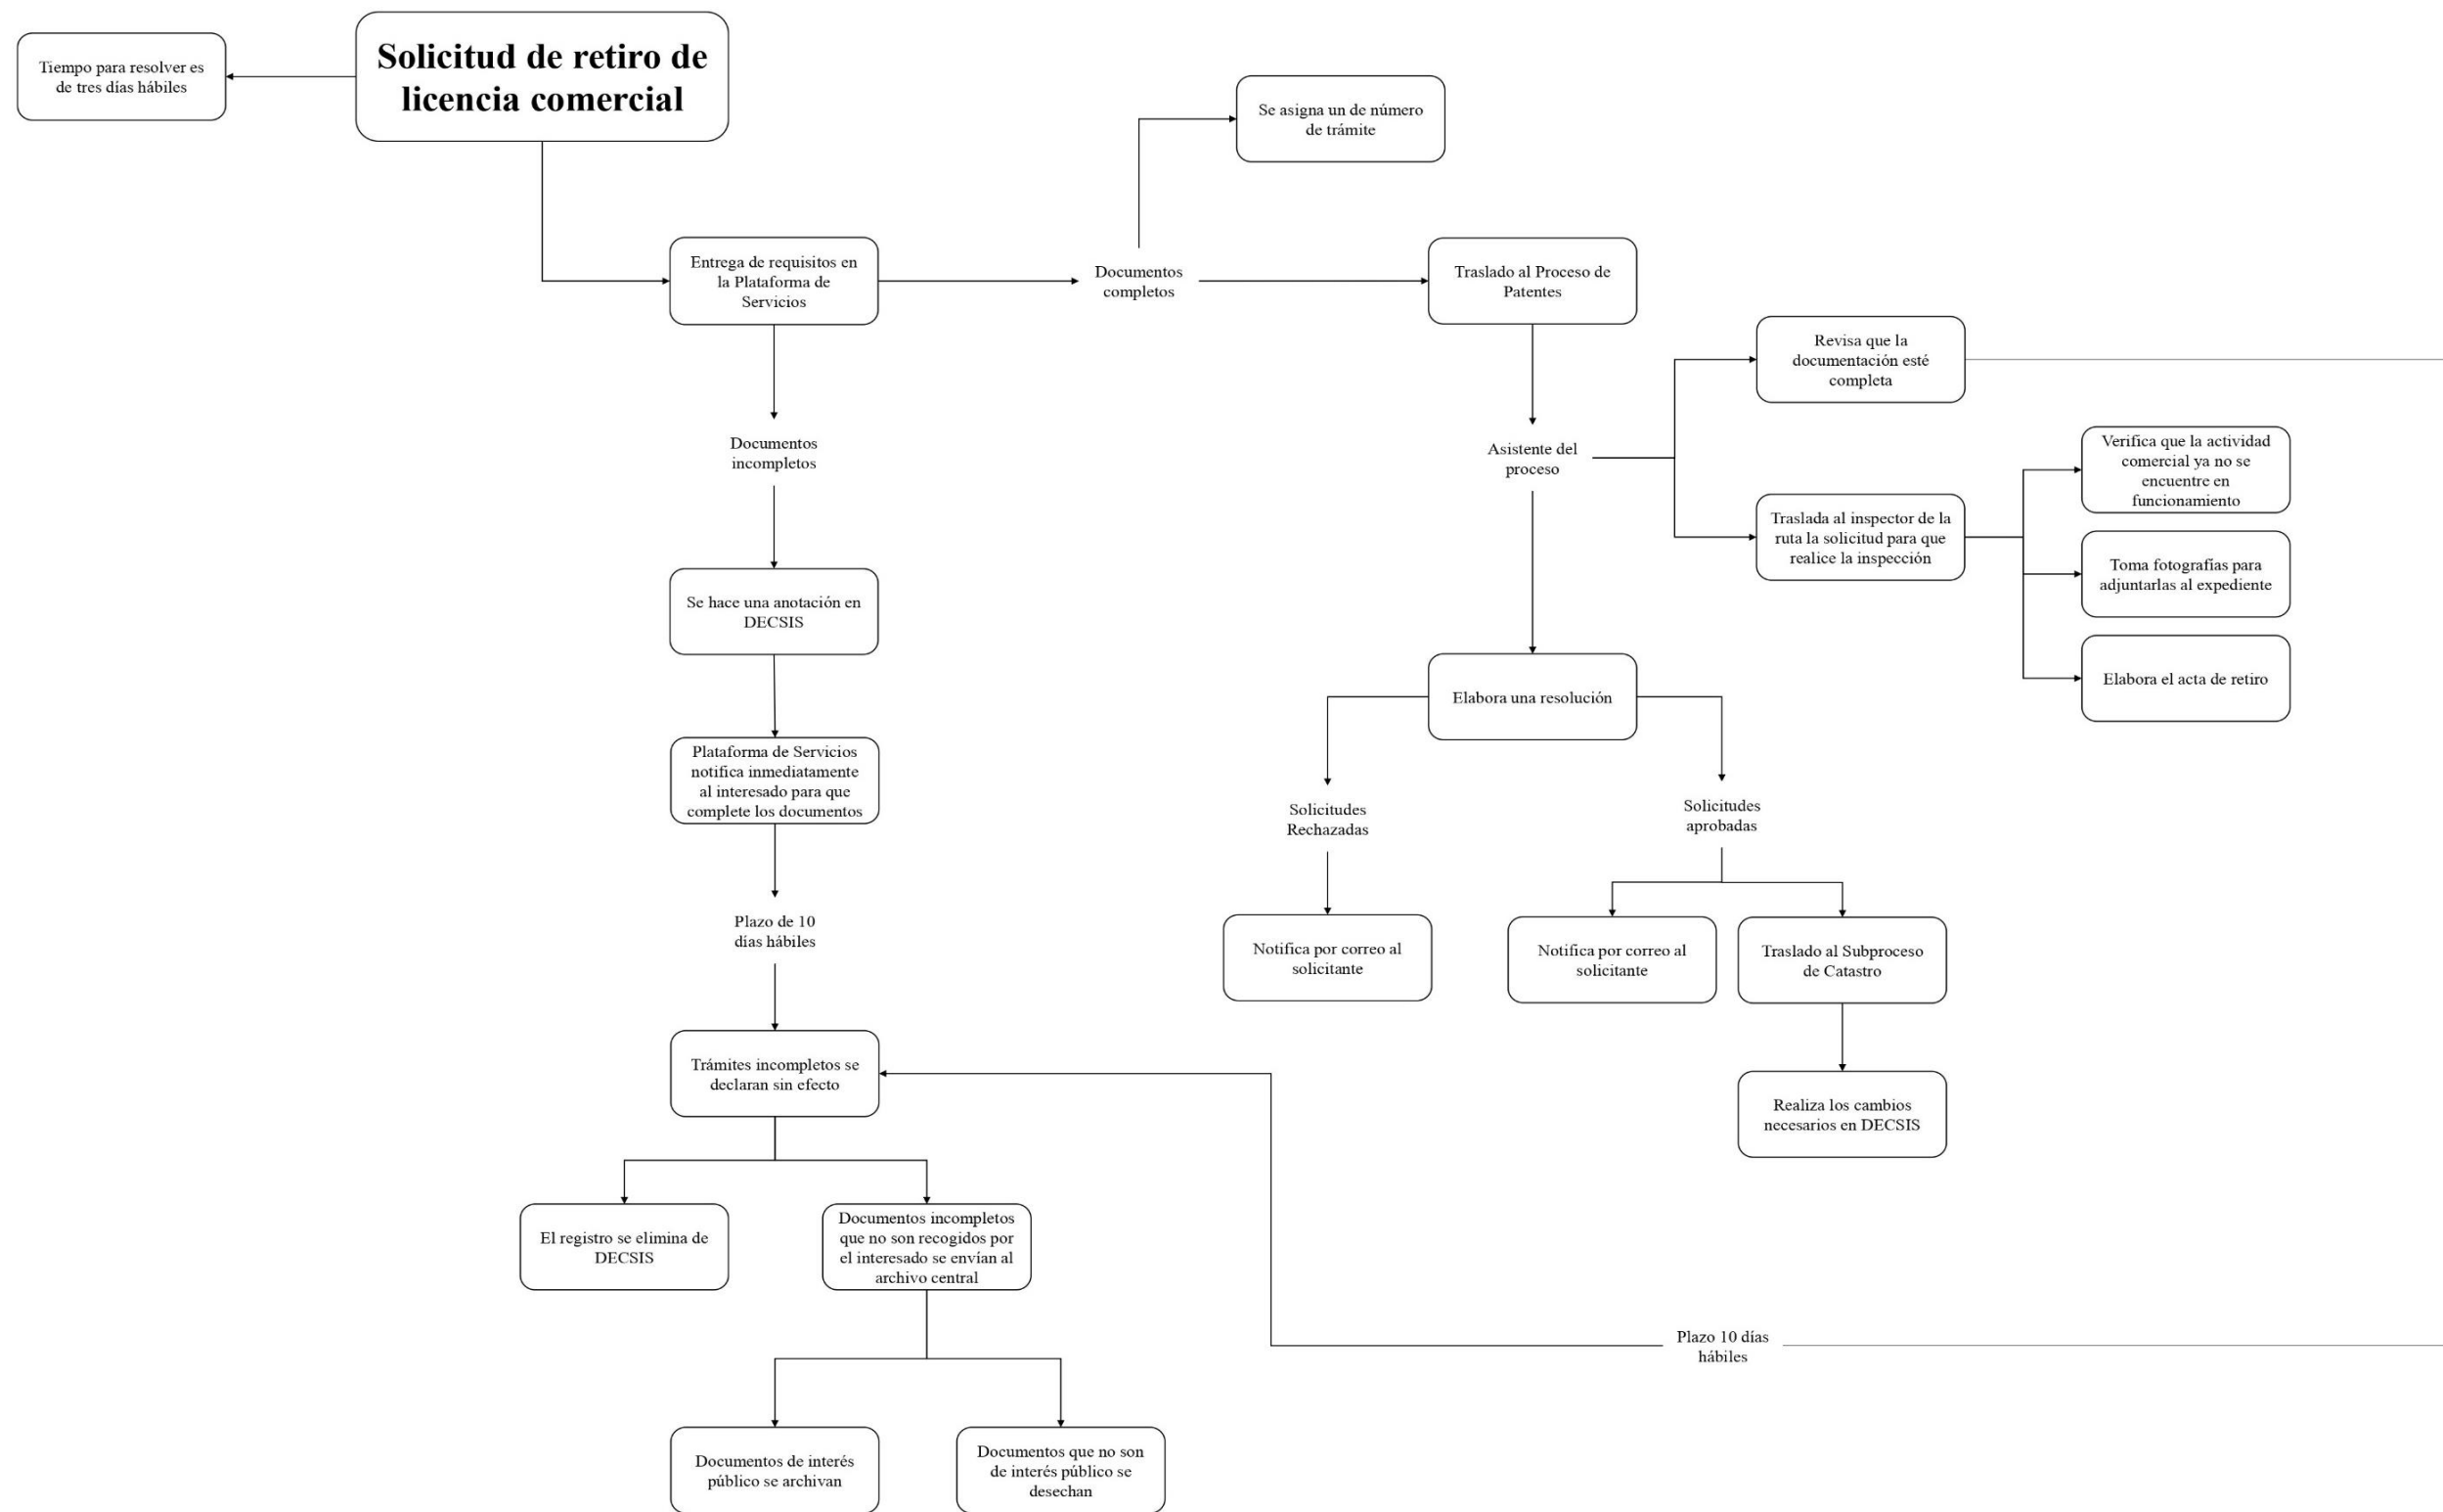 Solicitud de retiro de
licencia comercial
Tiempo para resolver es
de tres días hábiles
Se asigna un de número
de trámite
Entrega de requisitos en
la Plataforma de
Servicios
Documentos
completos
Traslado al Proceso de
Patentes
Revisa que la
documentación esté
completa
Documentos
incompletos
Asistente del
proceso
Verifica que la actividad
comercial ya no se
encuentre en
funcionamiento
Traslada al inspector de la
ruta la solicitud para que
realice la inspección
Toma fotografías para
adjuntarlas al expediente
Elabora el acta de retiro
Se hace una anotación en
DECSIS
Elabora una resolución
Plataforma de Servicios
notifica inmediatamente
al interesado para que
complete los documentos
Solicitudes
Rechazadas
Solicitudes
aprobadas
Plazo de 10
días hábiles
Notifica por correo al
solicitante
Notifica por correo al
solicitante
Traslado al Subproceso
de Catastro
Trámites incompletos se
declaran sin efecto
Realiza los cambios
necesarios en DECSIS
El registro se elimina de
DECSIS
Documentos incompletos
que no son recogidos por
el interesado se envían al
archivo central
Plazo 10 días
hábiles
Documentos de interés
público se archivan
Documentos que no son
de interés público se
desechan